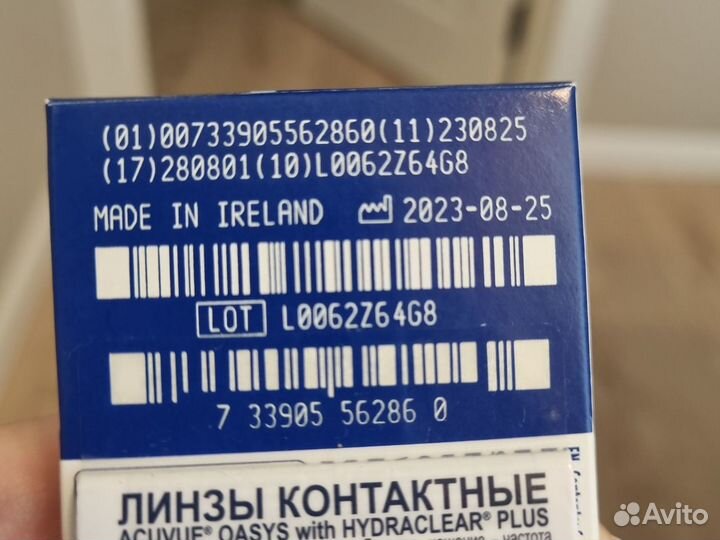 (01)00733905562860(11)230825
(17)280801(10)L0062Z64G8
MADE IN IRELAND 2023-08-25
LOT L0062Z64G8
7 33905 56286 0
ЛИНЗЫ КОНТАКТНЫЕ
ACUVUE® OASYS with HYDRACLEAR® PLUS
частота
Avito